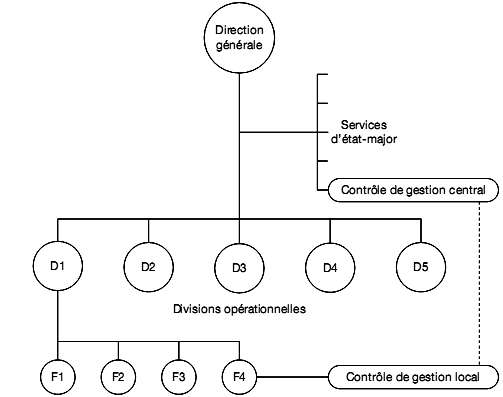 Direction
générale
Services
d'état-major
Contrôle de gestion central
D1 D2 D3 D4 D5
Divisions opérationnelles
F1 F2 F3 F4 Contrôle de gestion local